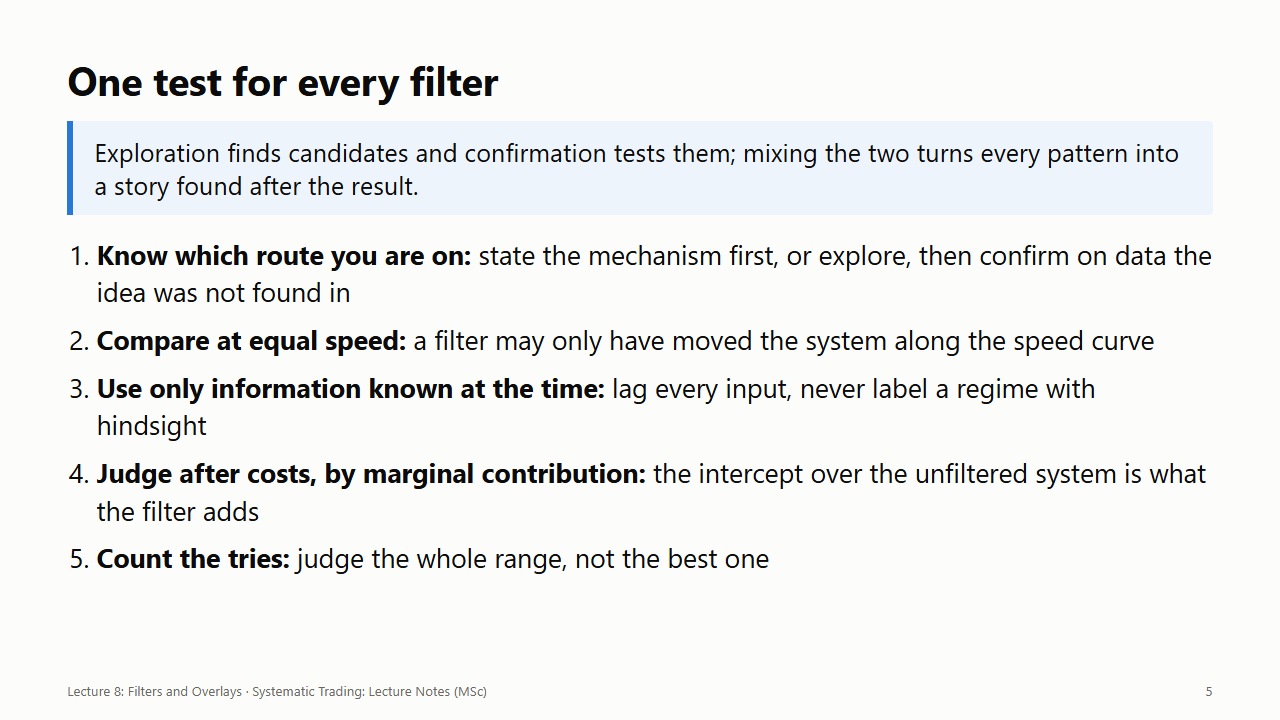 One test for every filter
Exploration finds candidates and confirmation tests them; mixing the two turns every pattern into
a story found after the result.
1. Know which route you are on: state the mechanism first, or explore, then confirm on data the
idea was not found in
2. Compare at equal speed: a filter may only have moved the system along the speed curve
3. Use only information known at the time: lag every input, never label a regime with
hindsight
4. Judge after costs, by marginal contribution: the intercept over the unfiltered system is what
the filter adds
5. Count the tries: judge the whole range, not the best one
Lecture 8: Filters and Overlays · Systematic Trading: Lecture Notes (MSc)
5